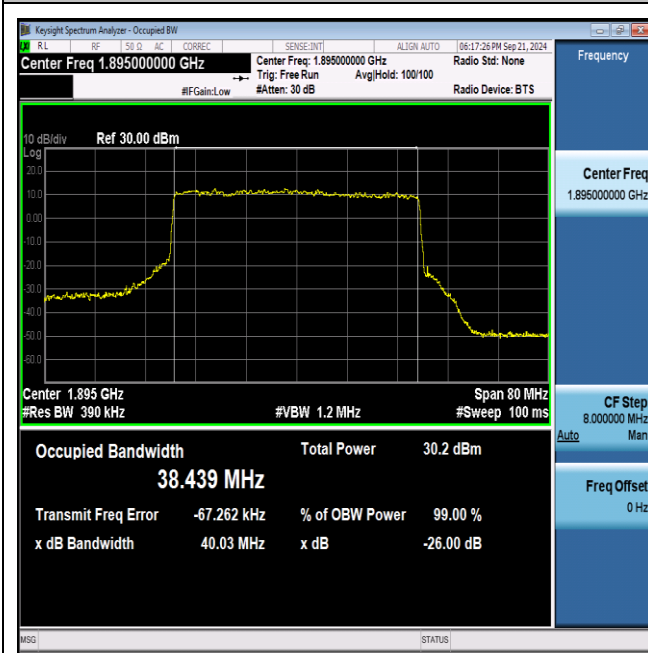 Keysight Spectrum Analyzer - Occupied BW
RL RF 50 Ω AC CORREC SENSE:INT ALIGN AUTO 06:17:26 PM Sep 21, 2024
Center Freq 1.895000000 GHz Center Freq: 1.895000000 GHz Radio Std: None
Trig: Free Run Avg|Hold: 100/100
#IFGain:Low #Atten: 30 dB Radio Device: BTS
10 dB/div Ref 30.00 dBm
Log
20.0
10.0
0.00
-10.0
-20.0
-30.0
-40.0
-50.0
-60.0
Center 1.895 GHz Span 80 MHz
#Res BW 390 kHz #VBW 1.2 MHz #Sweep 100 ms
Occupied Bandwidth Total Power 30.2 dBm
38.439 MHz
Transmit Freq Error -67.262 kHz % of OBW Power 99.00 %
x dB Bandwidth 40.03 MHz x dB -26.00 dB
MSG STATUS
Frequency
Center Freq
1.895000000 GHz
CF Step
8.000000 MHz
Auto Man
Freq Offset
0 Hz